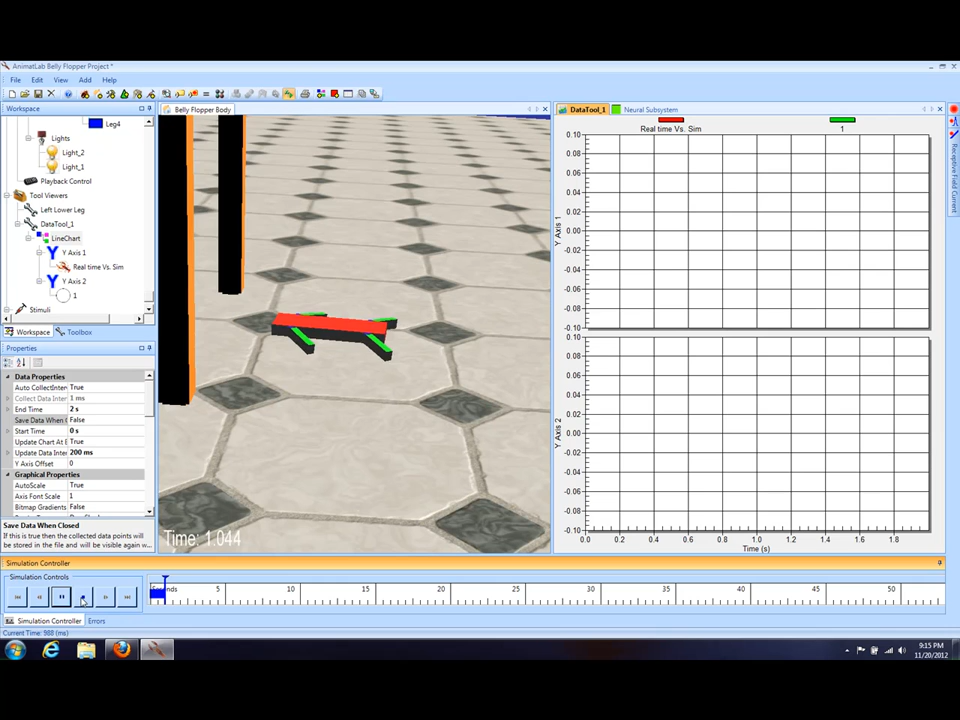 AnimatLab Belly Flopper Project *
File Edit View Add Help
Workspace
Belly Flopper Body
DataTool_1 Neural Subsystem
Leg4
Lights
Light_2
Light_1
Playback Control
Tool Viewers
Left Lower Leg
DataTool_1
LineChart
Y Axis 1
Real time Vs. Sim
Y Axis 2
1
Stimuli
Workspace Toolbox
Properties
Data Properties
Auto CollectInter True
Collect Data Inter 1 ms
End Time 2 s
Save Data When C False
Start Time 0 s
Update Chart At E True
Update Data Inter 200 ms
Y Axis Offset 0
Graphical Properties
AutoScale True
Axis Font Scale 1
Bitmap Gradients False
Save Data When Closed
If this is true then the collected data points
will be stored in the file and will be visible again w...
Time: 1.044
Real time Vs. Sim 1
0.10
0.08
0.06
0.04
0.02
0.00
-0.02
-0.04
-0.06
-0.08
-0.10
Y Axis 1
0.10
0.08
0.06
0.04
0.02
0.00
-0.02
-0.04
-0.06
-0.08
-0.10
Y Axis 2
0.0 0.2 0.4 0.6 0.8 1.0 1.2 1.4 1.6 1.8
Time (s)
Receptive Field Current
Simulation Controller
Simulation Controls
Seconds 5 10 15 20 25 30 35 40 45 50
Simulation Controller Errors
Current Time: 988 (ms)
9:15 PM
11/20/2012